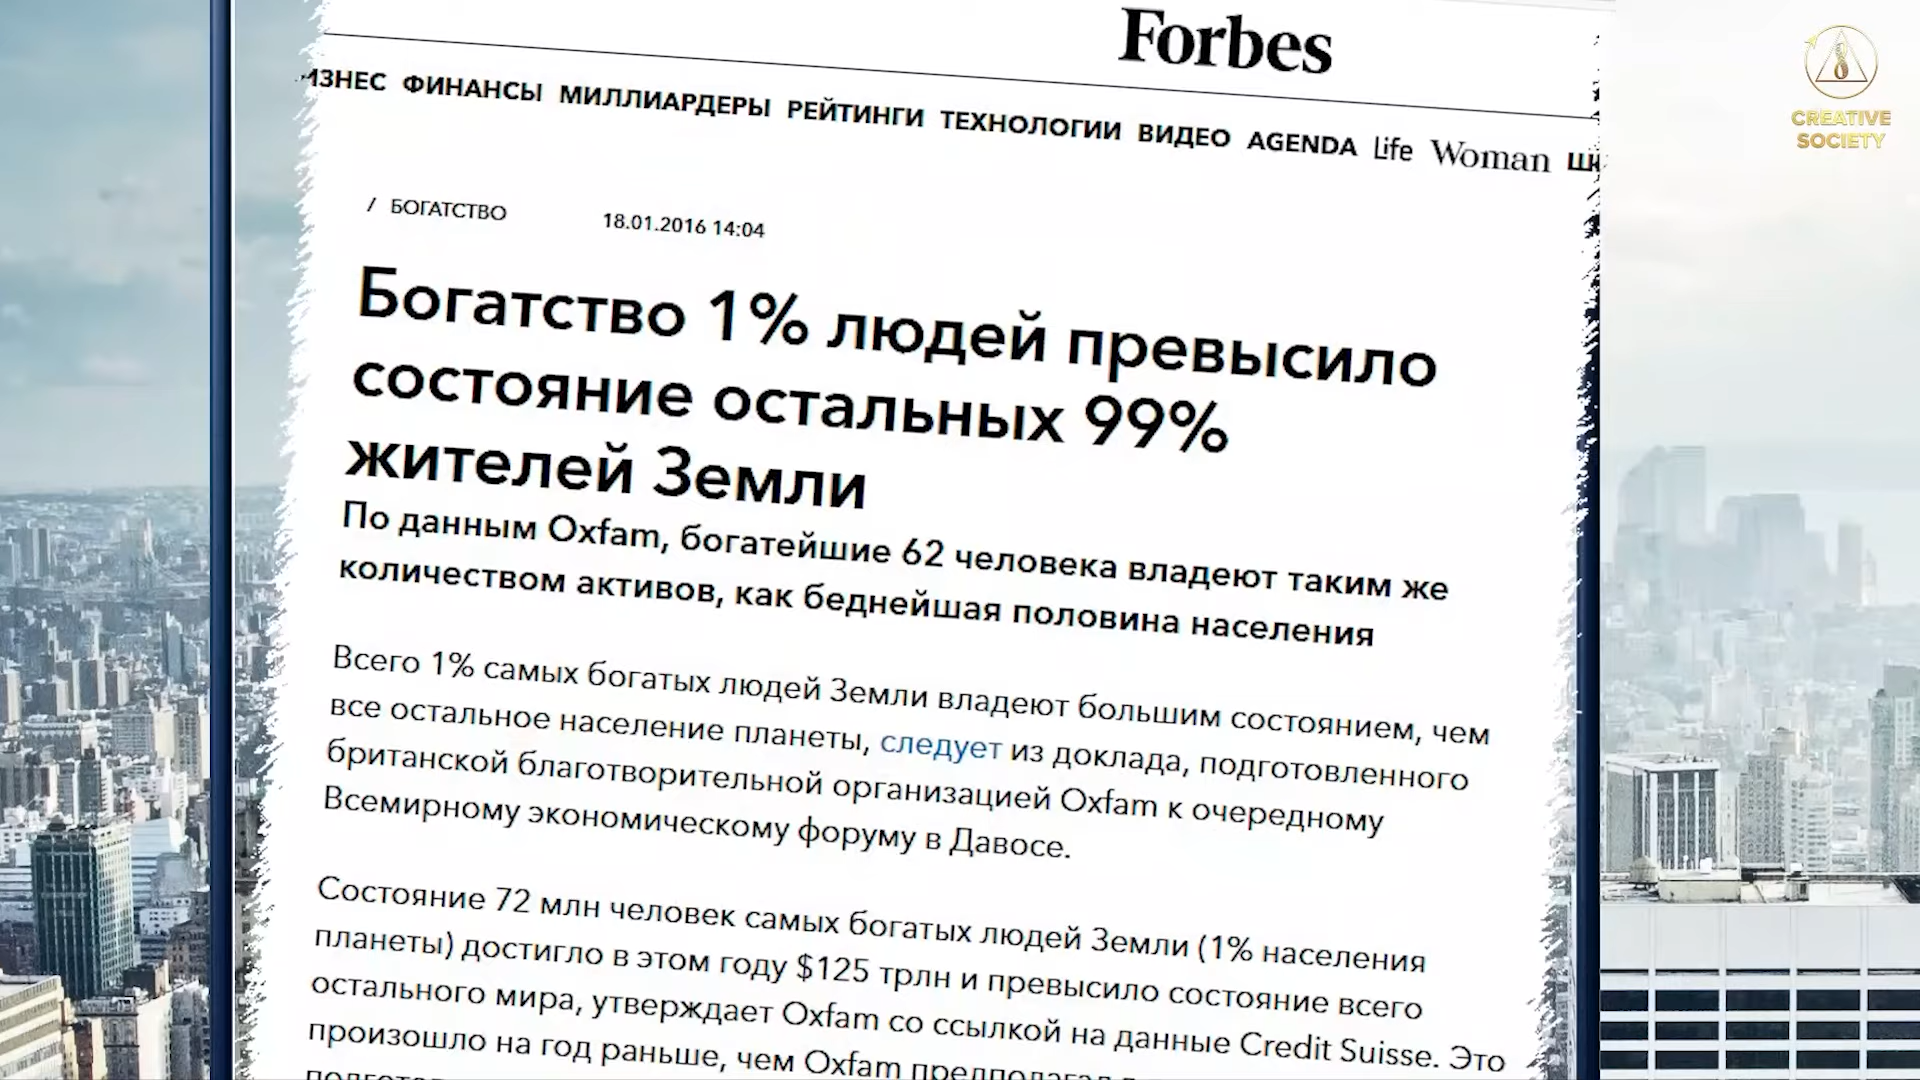 Forbes
ФИНАНСЫ МИЛЛИАРДЕРЫ РЕЙТИНГИ ТЕХНОЛОГИИ ВИДЕО AGENDA Life Woman
CREATIVE
SOCIETY
/ БОГАТСТВО 18.01.2016 14:04
Богатство 1% людей превысило
состояние остальных 99%
жителей Земли
По данным Oxfam, богатейшие 62 человека владеют таким же
количеством активов, как беднейшая половина населения
Всего 1% самых богатых людей Земли владеют большим состоянием, чем
все остальное население планеты, следует из доклада, подготовленного
британской благотворительной организацией Oxfam к очередному
Всемирному экономическому форуму в Давосе.
Состояние 72 млн человек самых богатых людей Земли (1% населения
планеты) достигло в этом году $125 трлн и превысило состояние всего
остального мира, утверждает Oxfam со ссылкой на данные Credit Suisse. Это
произошло на год раньше, чем Oxfam предполагал